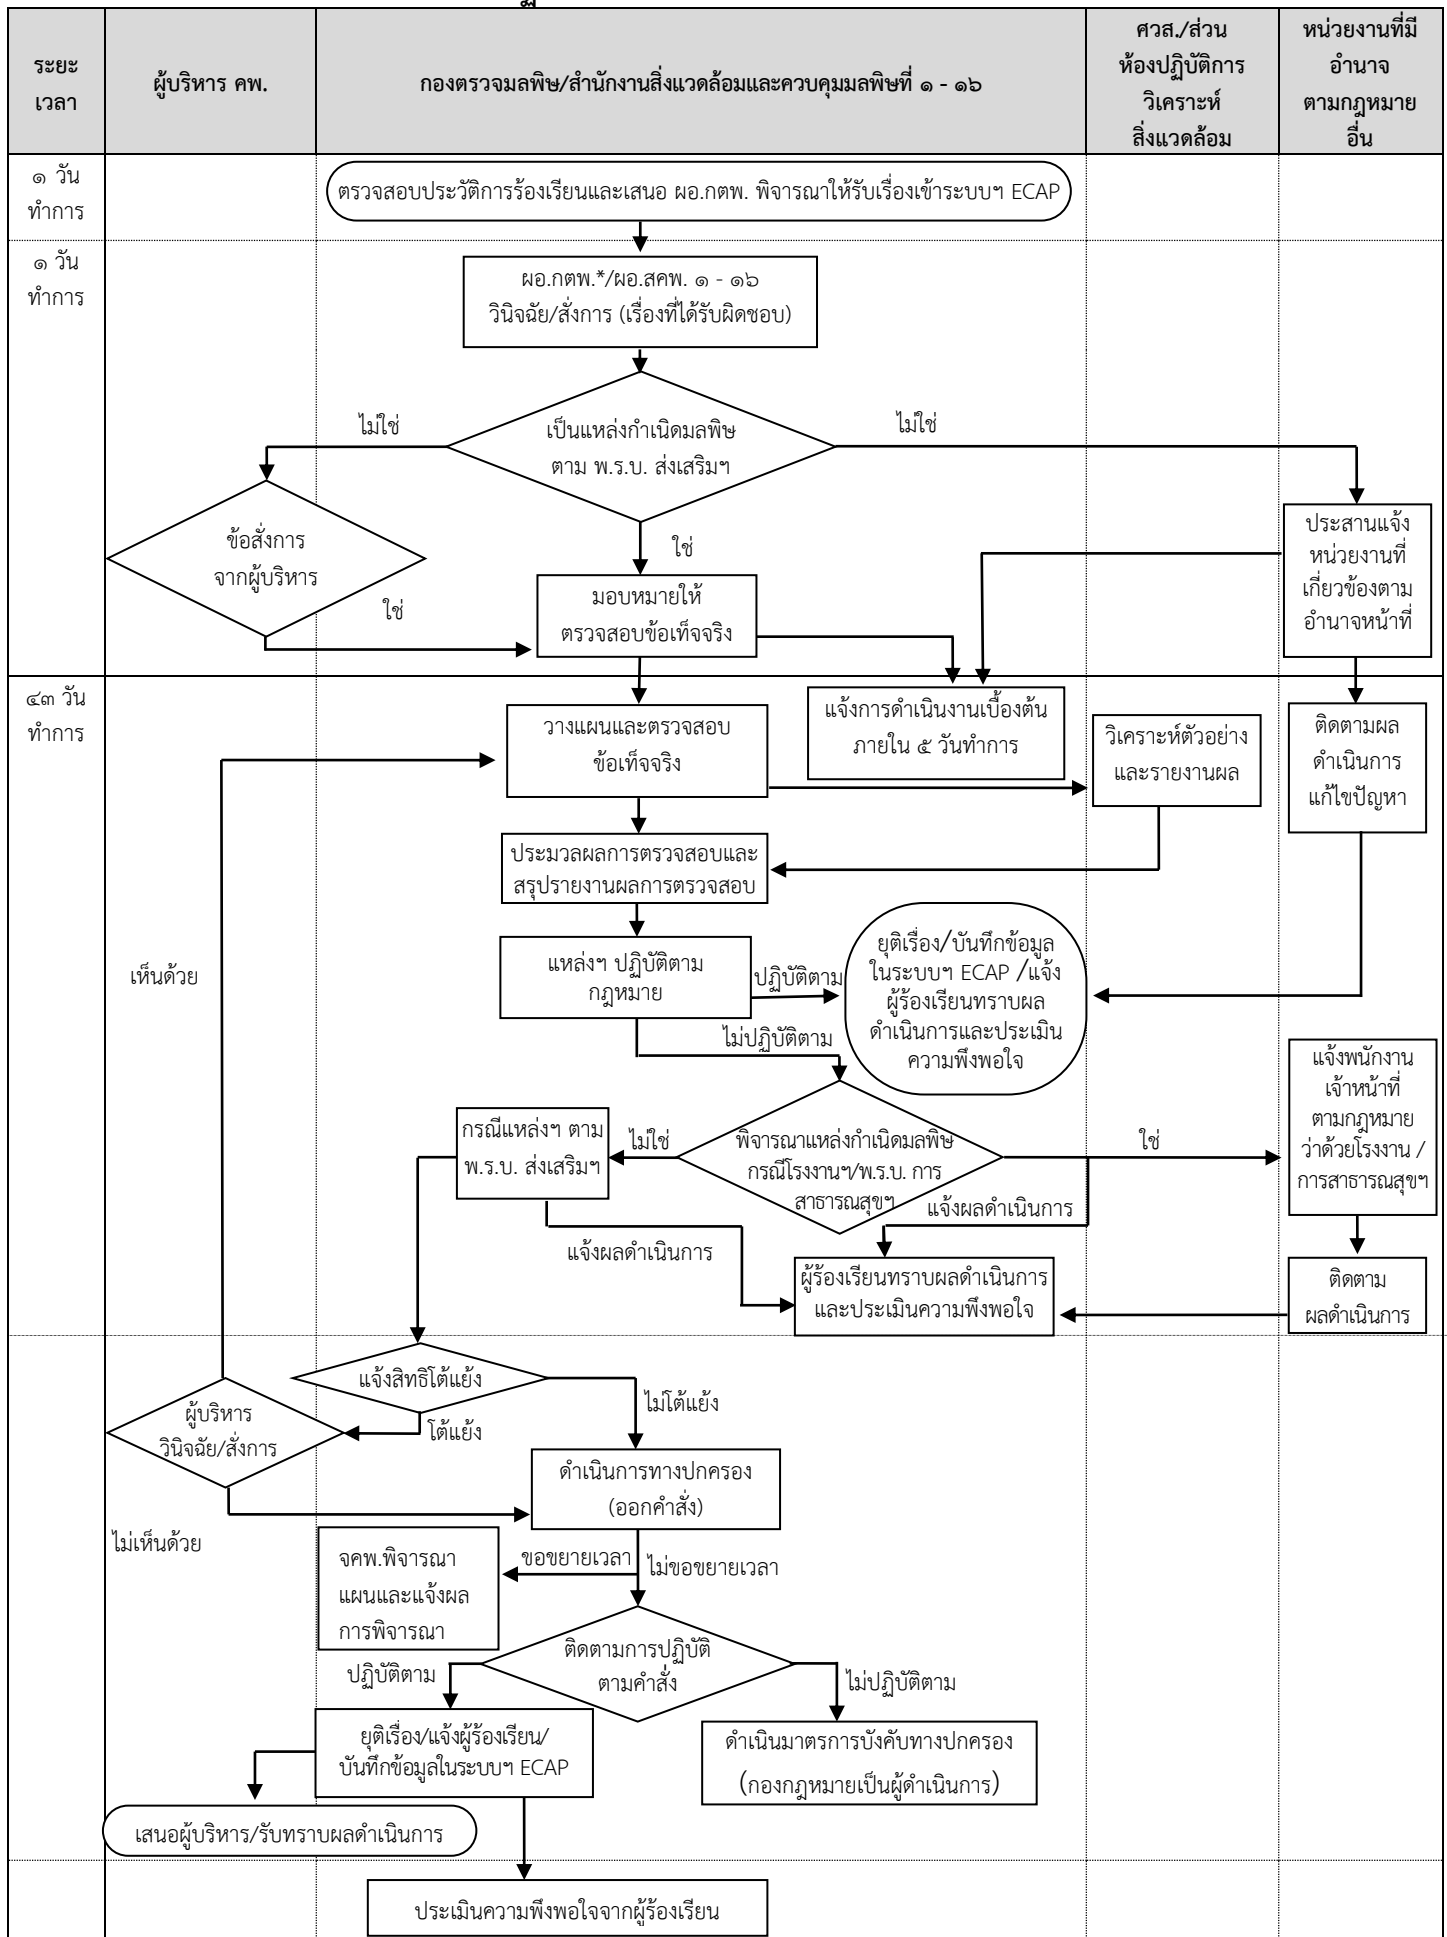 ระยะ
เวลา
ผู้บริหาร คพ.
กองตรวจมลพิษ/สำนักงานสิ่งแวดล้อมและควบคุมมลพิษที่ ๑ - ๑๖
ศวส./ส่วน
ห้องปฏิบัติการ
วิเคราะห์
สิ่งแวดล้อม
หน่วยงานที่มี
อำนาจ
ตามกฎหมาย
อื่น
๑ วัน
ทำการ
ตรวจสอบประวัติการร้องเรียนและเสนอ ผอ.กตพ. พิจารณาให้รับเรื่องเข้าระบบฯ ECAP
๑ วัน
ทำการ
ผอ.กตพ.*/ผอ.สคพ. ๑ - ๑๖
วินิจฉัย/สั่งการ (เรื่องที่ได้รับผิดชอบ)
ไม่ใช่
เป็นแหล่งกำเนิดมลพิษ
ตาม พ.ร.บ. ส่งเสริมฯ
ไม่ใช่
ข้อสั่งการ
จากผู้บริหาร
ใช่
ใช่
มอบหมายให้
ตรวจสอบข้อเท็จจริง
ประสานแจ้ง
หน่วยงานที่
เกี่ยวข้องตาม
อำนาจหน้าที่
๔๓ วัน
ทำการ
วางแผนและตรวจสอบ
ข้อเท็จจริง
แจ้งการดำเนินงานเบื้องต้น
ภายใน ๕ วันทำการ
วิเคราะห์ตัวอย่าง
และรายงานผล
ติดตามผล
ดำเนินการ
แก้ไขปัญหา
ประมวลผลการตรวจสอบและ
สรุปรายงานผลการตรวจสอบ
เห็นด้วย
แหล่งฯ ปฏิบัติตาม
กฎหมาย
ปฏิบัติตาม
ยุติเรื่อง/บันทึกข้อมูล
ในระบบฯ ECAP /แจ้ง
ผู้ร้องเรียนทราบผล
ดำเนินการและประเมิน
ความพึงพอใจ
ไม่ปฏิบัติตาม
กรณีแหล่งฯ ตาม
พ.ร.บ. ส่งเสริมฯ
ไม่ใช่
พิจารณาแหล่งกำเนิดมลพิษ
กรณีโรงงานฯ/พ.ร.บ. การ
สาธารณสุขฯ
ใช่
แจ้งพนักงาน
เจ้าหน้าที่
ตามกฎหมาย
ว่าด้วยโรงงาน /
การสาธารณสุขฯ
แจ้งผลดำเนินการ
แจ้งผลดำเนินการ
ผู้ร้องเรียนทราบผลดำเนินการ
และประเมินความพึงพอใจ
ติดตาม
ผลดำเนินการ
แจ้งสิทธิโต้แย้ง
ไม่โต้แย้ง
โต้แย้ง
ผู้บริหาร
วินิจฉัย/สั่งการ
ดำเนินการทางปกครอง
(ออกคำสั่ง)
ไม่เห็นด้วย
จคพ.พิจารณา
แผนและแจ้งผล
การพิจารณา
ขอขยายเวลา
ไม่ขอขยายเวลา
ติดตามการปฏิบัติ
ตามคำสั่ง
ปฏิบัติตาม
ไม่ปฏิบัติตาม
ยุติเรื่อง/แจ้งผู้ร้องเรียน/
บันทึกข้อมูลในระบบฯ ECAP
ดำเนินมาตรการบังคับทางปกครอง
(กองกฎหมายเป็นผู้ดำเนินการ)
เสนอผู้บริหาร/รับทราบผลดำเนินการ
ประเมินความพึงพอใจจากผู้ร้องเรียน